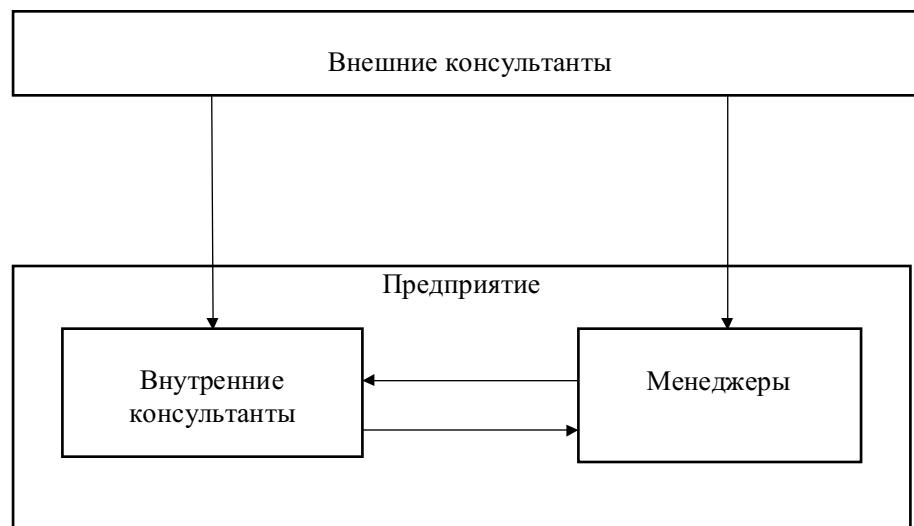 Внешние консультанты
Предприятие
Внутренние
консультанты
Менеджеры